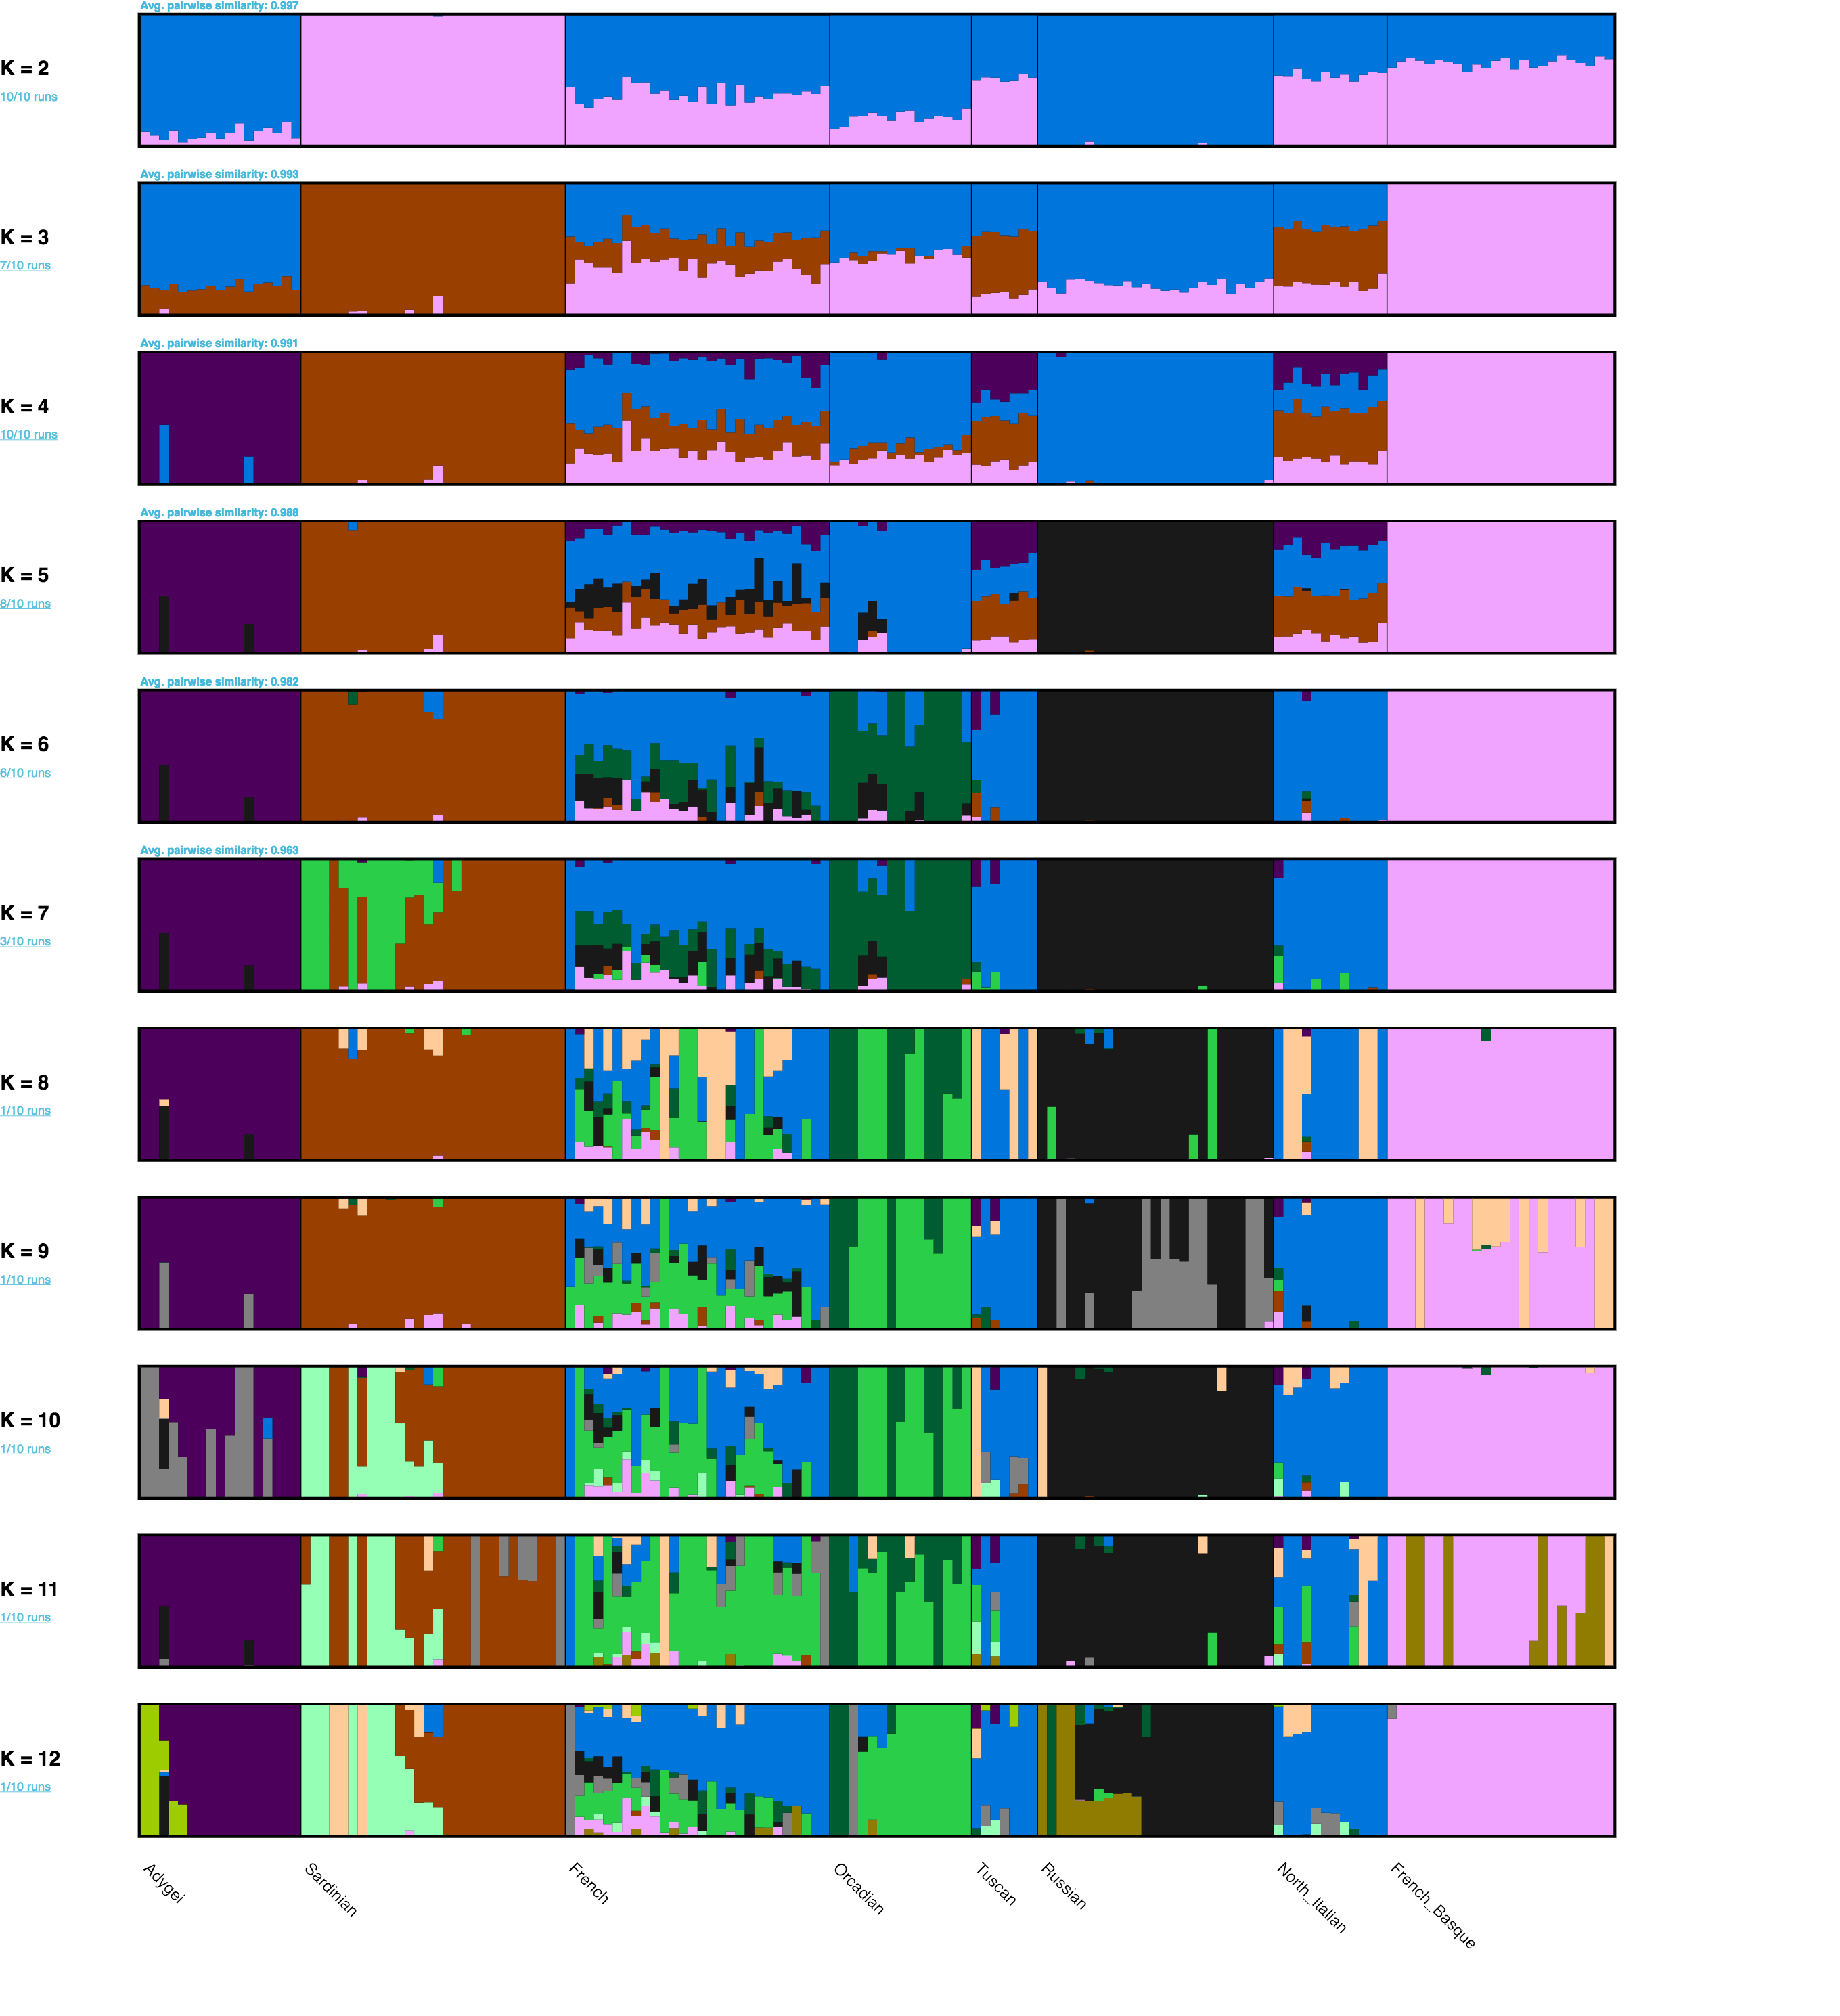 Avg. pairwise similarity: 0.997
K = 2
10/10 runs
Avg. pairwise similarity: 0.993
K = 3
7/10 runs
Avg. pairwise similarity: 0.991
K = 4
10/10 runs
Avg. pairwise similarity: 0.988
K = 5
8/10 runs
Avg. pairwise similarity: 0.982
K = 6
6/10 runs
Avg. pairwise similarity: 0.963
K = 7
3/10 runs
K = 8
1/10 runs
K = 9
1/10 runs
K = 10
1/10 runs
K = 11
1/10 runs
K = 12
1/10 runs
Adygei
Sardinian
French
Orcadian
Tuscan
Russian
North_Italian
French_Basque